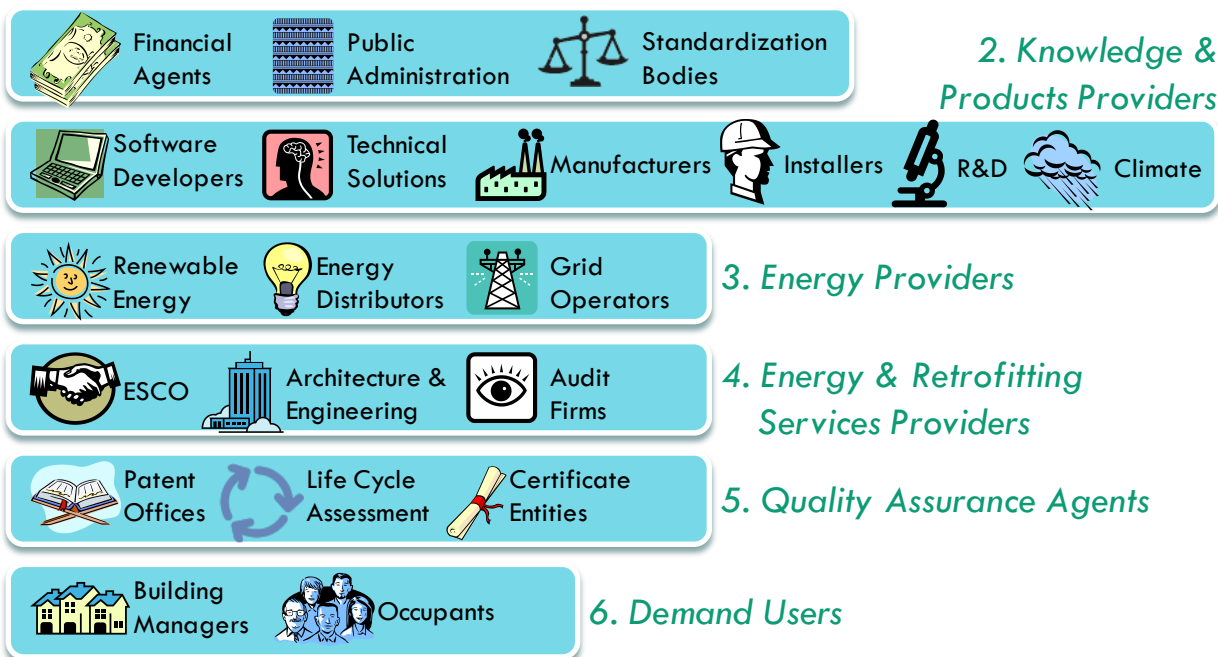 Financial
Agents
Public
Administration
Standardization
Bodies
2. Knowledge &
Products Providers
Software
Developers
Technical
Solutions
Manufacturers
Installers
R&D
Climate
Renewable
Energy
Energy
Distributors
Grid
Operators
3. Energy Providers
ESCO
Architecture &
Engineering
Audit
Firms
4. Energy & Retrofitting
Services Providers
Patent
Offices
Life Cycle
Assessment
Certificate
Entities
5. Quality Assurance Agents
Building
Managers
Occupants
6. Demand Users